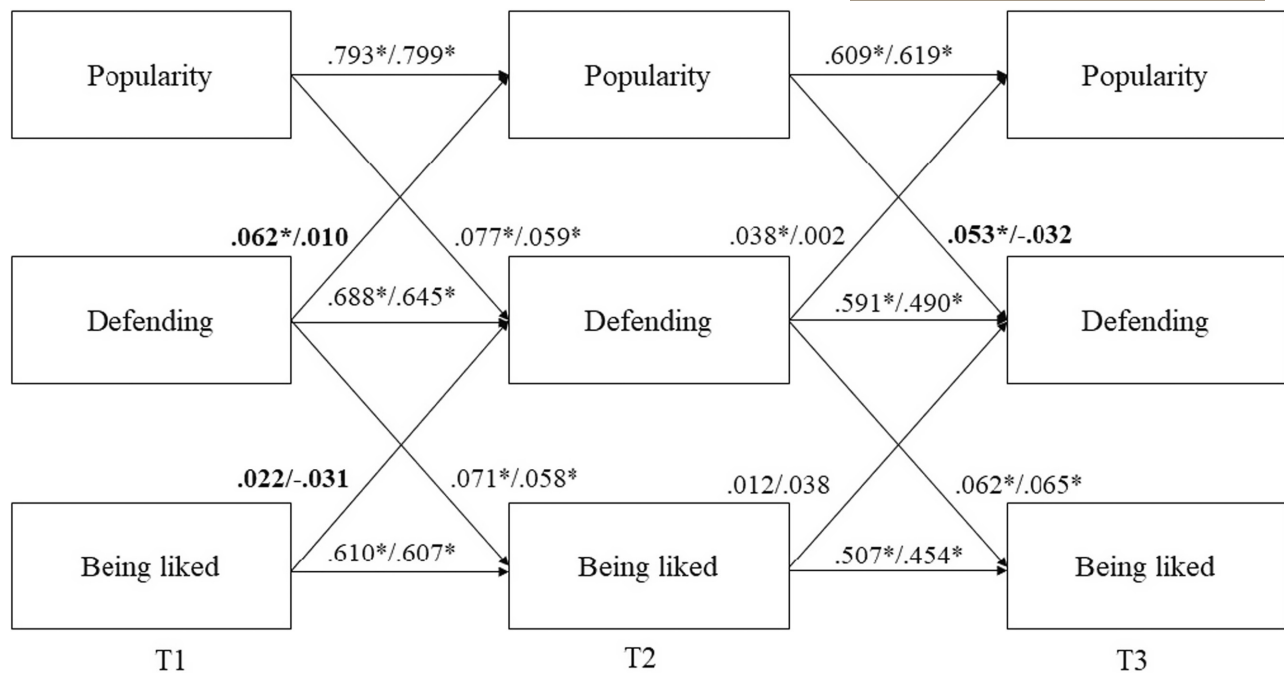 .793*/.799*
.609*/.619*
Popularity
Popularity
Popularity
.062*/.010
.077*/.059*
.038*/.002
.053*/-.032
.688*/.645*
.591*/.490*
Defending
Defending
Defending
.022/-.031
.071*/.058*
.012/.038
.062*/.065*
.610*/.607*
.507*/.454*
Being liked
Being liked
Being liked
T1
T2
T3